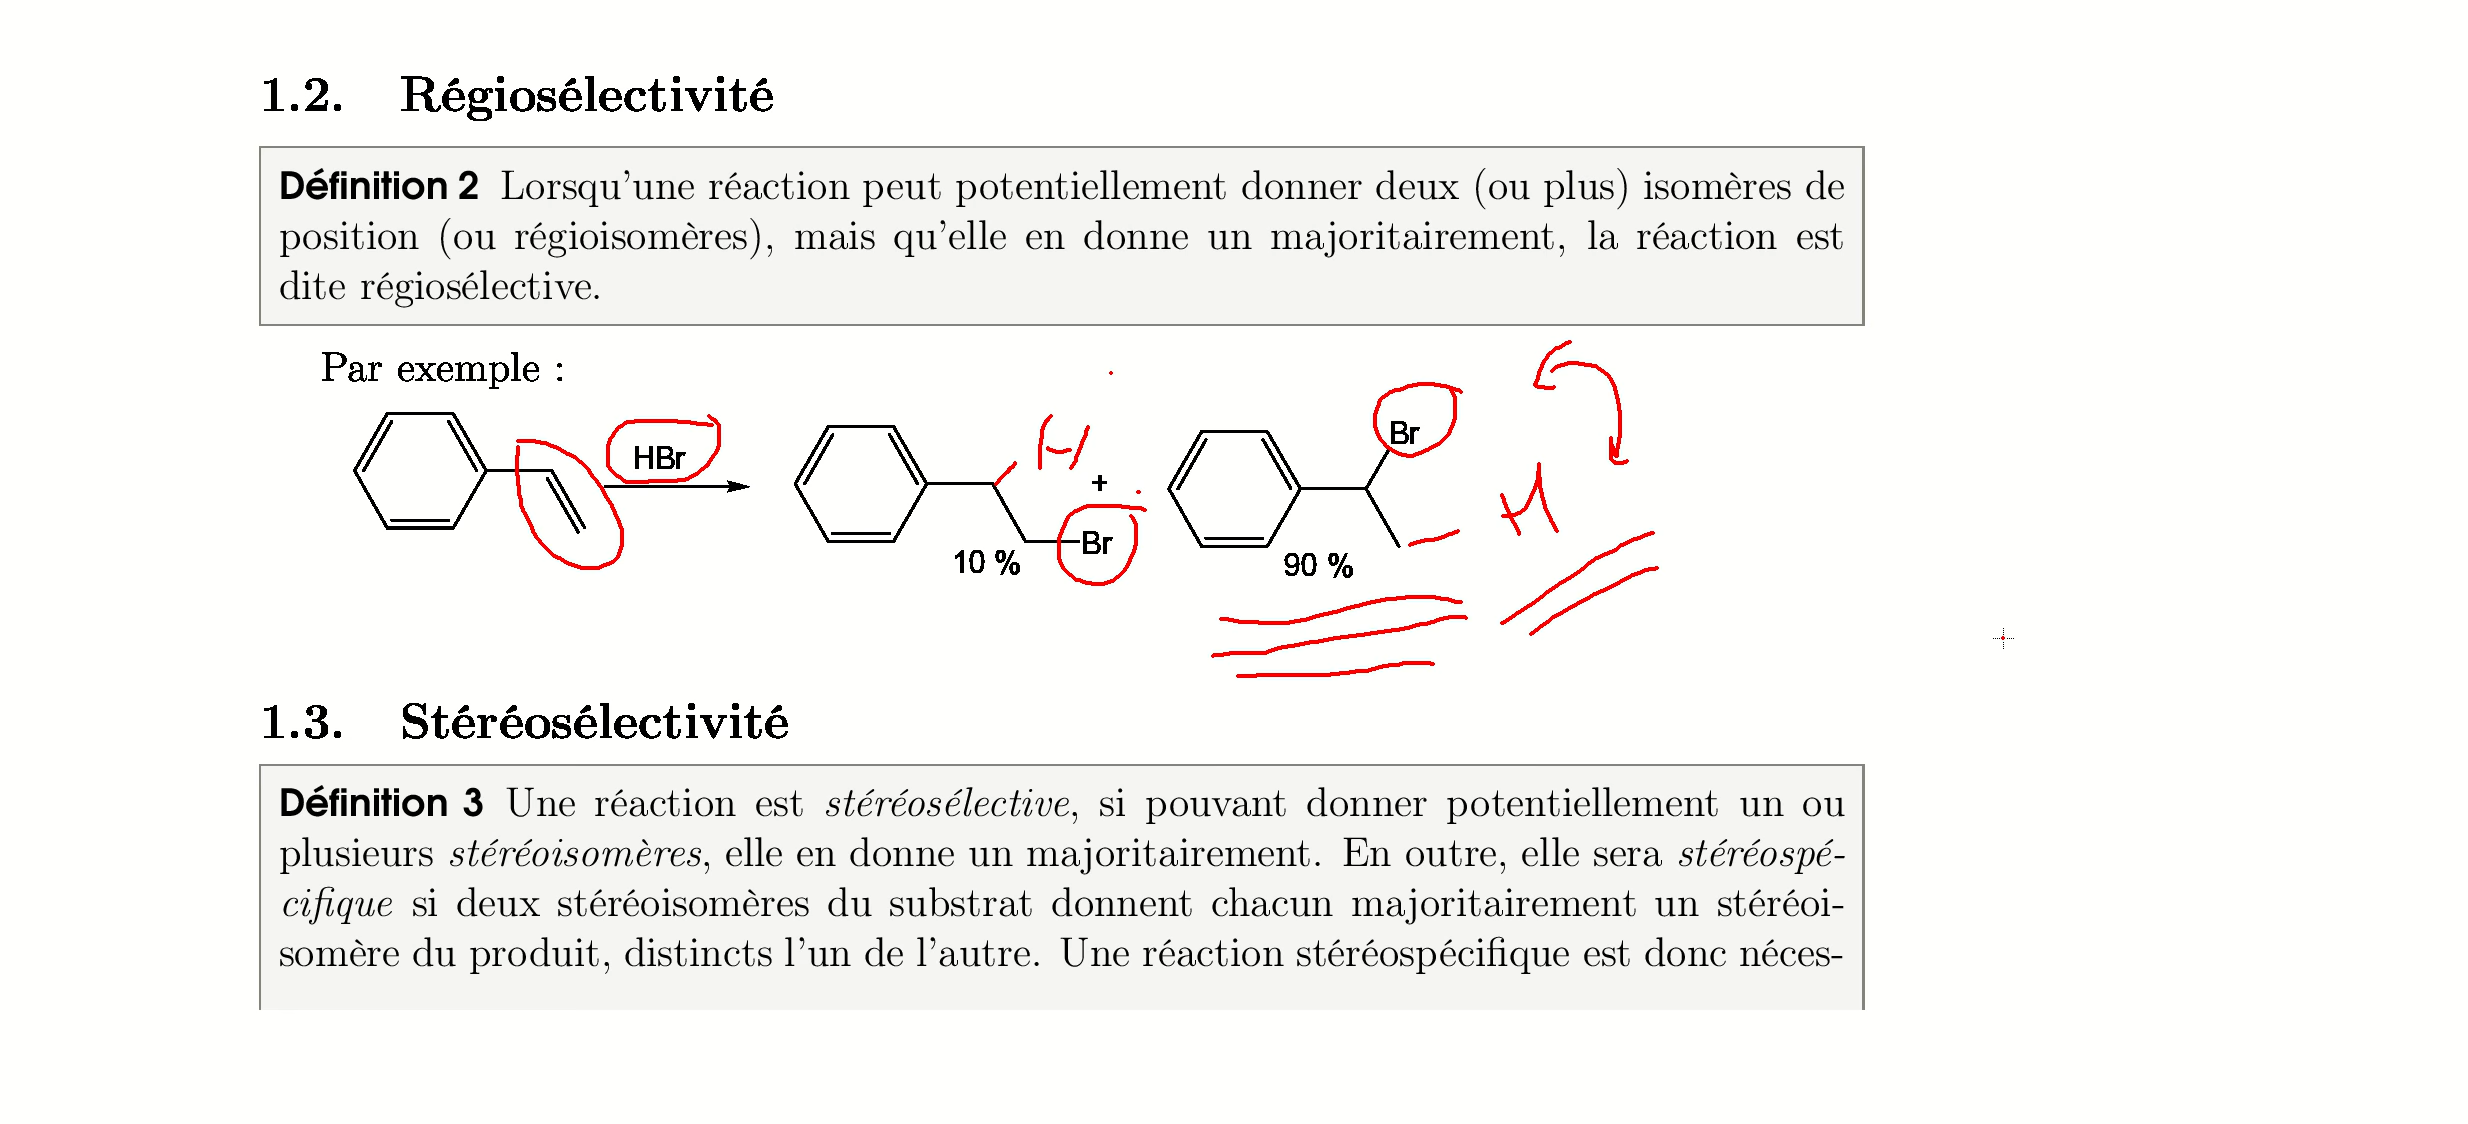 1.2. Régiosélectivité
Définition 2 Lorsqu'une réaction peut potentiellement donner deux (ou plus) isomères de
position (ou régioisomères), mais qu'elle en donne un majoritairement, la réaction est
dite régiosélective.
Par exemple :
HBr
H
+
Br
10 %
Br
H
90 %
1.3. Stéréosélectivité
Définition 3 Une réaction est stéréosélective, si pouvant donner potentiellement un ou
plusieurs stéréoisomères, elle en donne un majoritairement. En outre, elle sera stéréospé-
cifique si deux stéréoisomères du substrat donnent chacun majoritairement un stéréoi-
somère du produit, distincts l'un de l'autre. Une réaction stéréospécifique est donc néces-